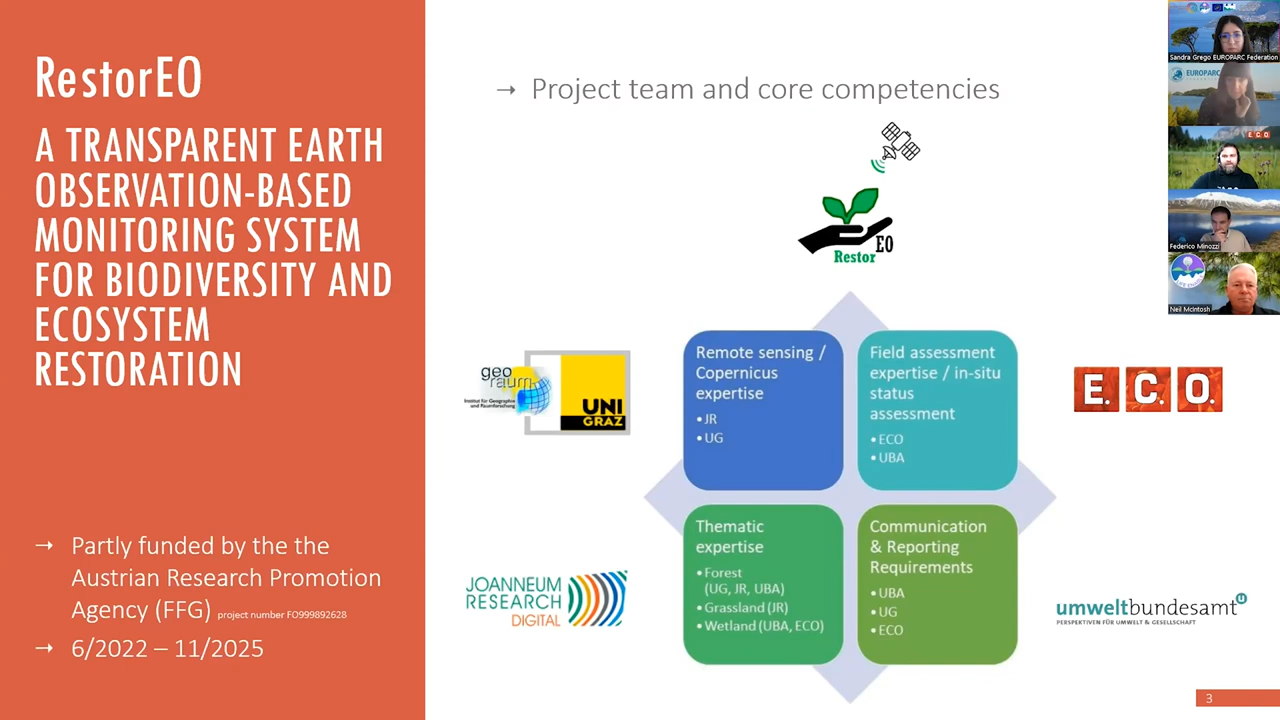 RestorEO
A TRANSPARENT EARTH
OBSERVATION-BASED
MONITORING SYSTEM
FOR BIODIVERSITY AND
ECOSYSTEM
RESTORATION
→ Partly funded by the the
Austrian Research Promotion
Agency (FFG) project number FO999892628
→ 6/2022 – 11/2025
→ Project team and core competencies
Restor EO
geo
raum
Institut für Geographie
und Raumforschung
UNI
GRAZ
Remote sensing /
Copernicus
expertise
• JR
• UG
Field assessment
expertise / in-situ
status
assessment
• ECO
• UBA
E. C. O.
Thematic
expertise
• Forest
(UG, JR, UBA)
• Grassland (JR)
• Wetland (UBA, ECO)
Communication
& Reporting
Requirements
• UBA
• UG
• ECO
JOANNEUM
RESEARCH
DIGITAL
umweltbundesamt u
PERSPEKTIVEN FÜR UMWELT & GESELLSCHAFT
Sandra Grego EUROPARC Federation
EUROPARC
E.C.O.
Federico Minozzi
Neil McIntosh
3